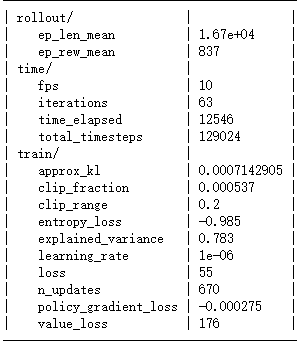 | rollout/ | |
| ep_len_mean | 1.67e+04 |
| ep_rew_mean | 837 |
| time/ | |
| fps | 10 |
| iterations | 63 |
| time_elapsed | 12546 |
| total_timesteps | 129024 |
| train/ | |
| approx_kl | 0.0007142905 |
| clip_fraction | 0.000537 |
| clip_range | 0.2 |
| entropy_loss | -0.985 |
| explained_variance | 0.783 |
| learning_rate | 1e-06 |
| loss | 55 |
| n_updates | 670 |
| policy_gradient_loss | -0.000275 |
| value_loss | 176 |